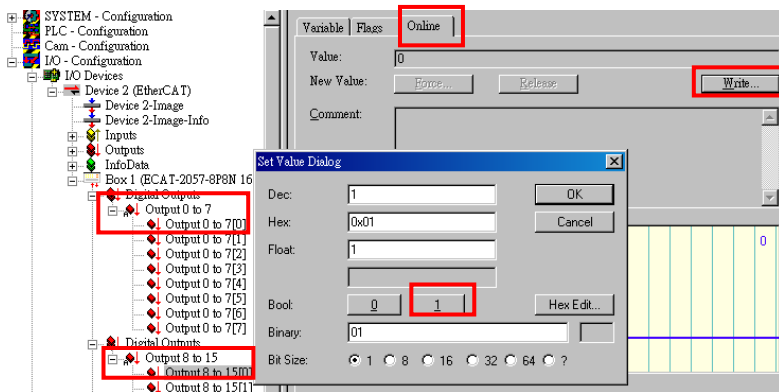 SYSTEM - Configuration
PLC - Configuration
Cam - Configuration
I/O - Configuration
I/O Devices
Device 2 (EtherCAT)
Device 2-Image
Device 2-Image-Info
Inputs
Outputs
InfoData
Box 1 (ECAT-2057-8P8N 16
Digital Outputs
Output 0 to 7
Output 0 to 7[0]
Output 0 to 7[1]
Output 0 to 7[2]
Output 0 to 7[3]
Output 0 to 7[4]
Output 0 to 7[5]
Output 0 to 7[6]
Output 0 to 7[7]
Digital Outputs
Output 8 to 15
Output 8 to 15[0]
Output 8 to 15[1]
Variable Flags Online
Value: 0
New Value: Force... Release Write...
Comment:
0
Set Value Dialog
Dec: 1 OK
Hex: 0x01 Cancel
Float: 1
Bool: 0 1 Hex Edit...
Binary: 01
Bit Size: 1 8 16 32 64 ?